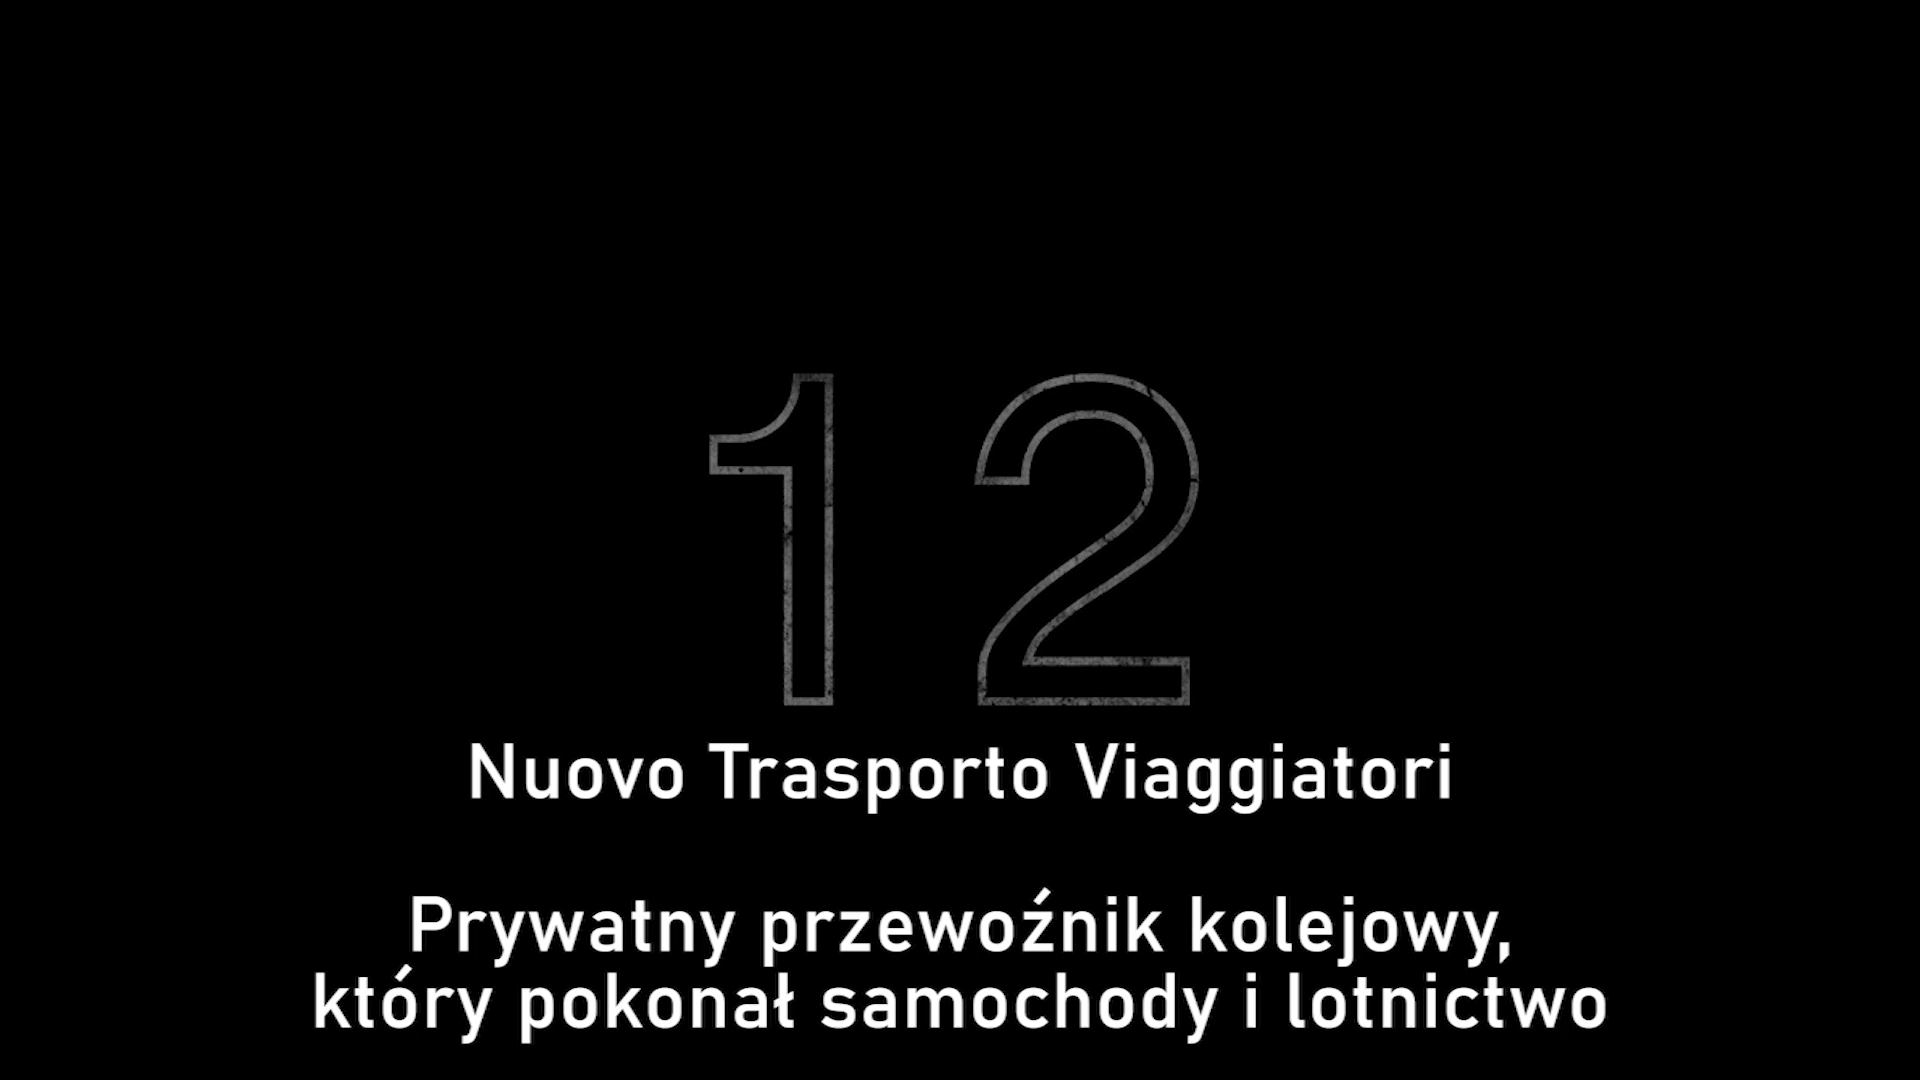 12
Nuovo Trasporto Viaggiatori
Prywatny przewoźnik kolejowy,
który pokonał samochody i lotnictwo